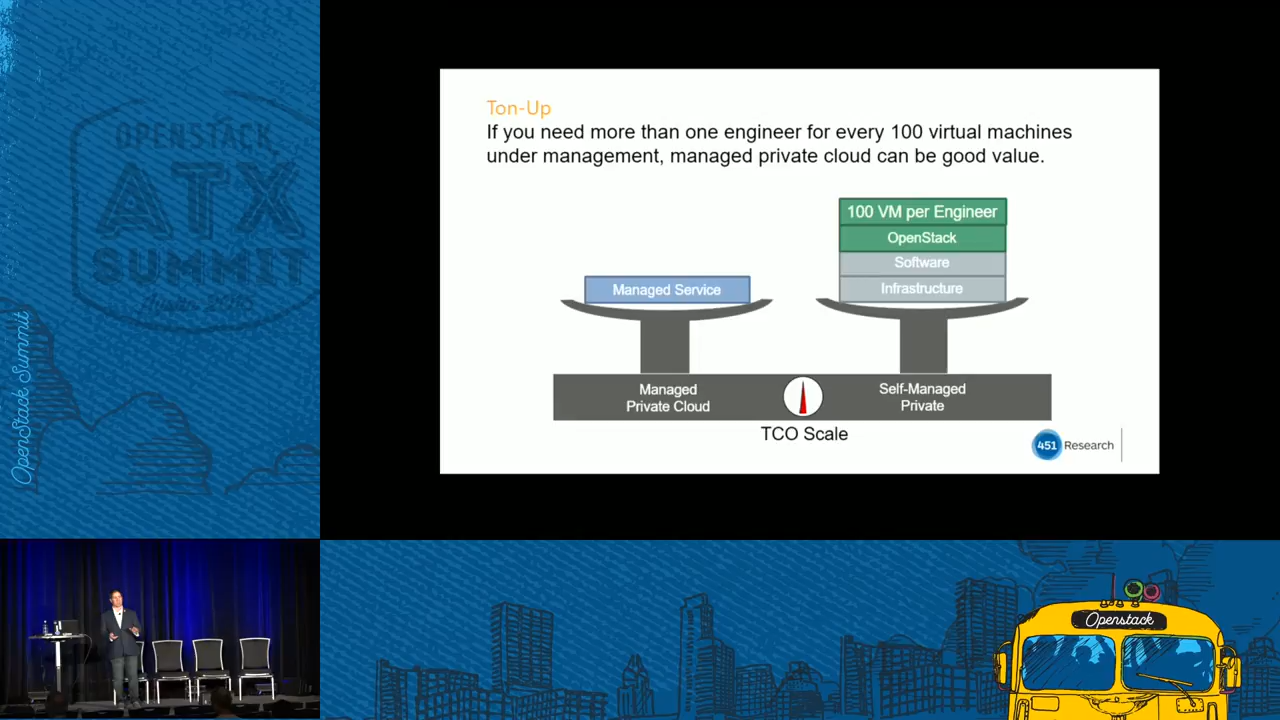 OPENSTACK
ATX
SUMMIT
Austin
OpenStack Summit
Ton-Up
If you need more than one engineer for every 100 virtual machines
under management, managed private cloud can be good value.
100 VM per Engineer
OpenStack
Software
Infrastructure
Managed Service
Managed
Private Cloud
Self-Managed
Private
TCO Scale
451 Research
Openstack